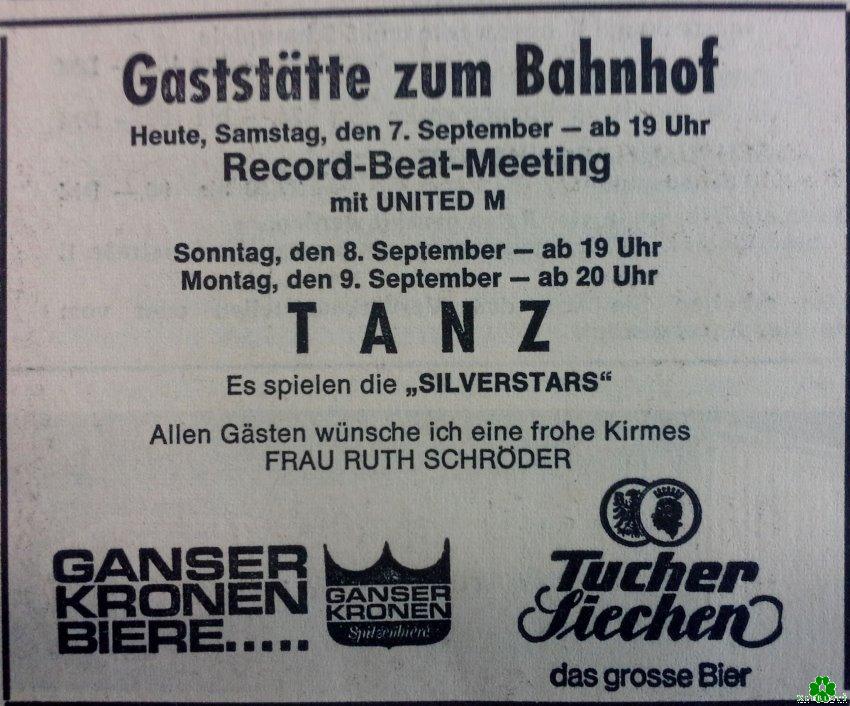 Gaststätte zum Bahnhof
Heute, Samstag, den 7. September — ab 19 Uhr
Record-Beat-Meeting
mit UNITED M
Sonntag, den 8. September — ab 19 Uhr
Montag, den 9. September — ab 20 Uhr
TANZ
Es spielen die „SILVERSTARS“
Allen Gästen wünsche ich eine frohe Kirmes
FRAU RUTH SCHRÖDER
GANSER
KRONEN
BIERE.....
GANSER
KRONEN
Spitzenbiere
Tucher
Siechen
das grosse Bier